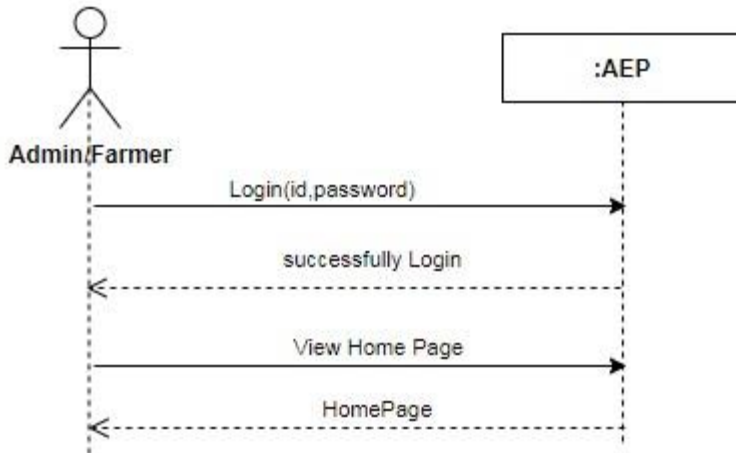 :AEP
Admin/Farmer
Login(id,password)
successfully Login
View Home Page
HomePage